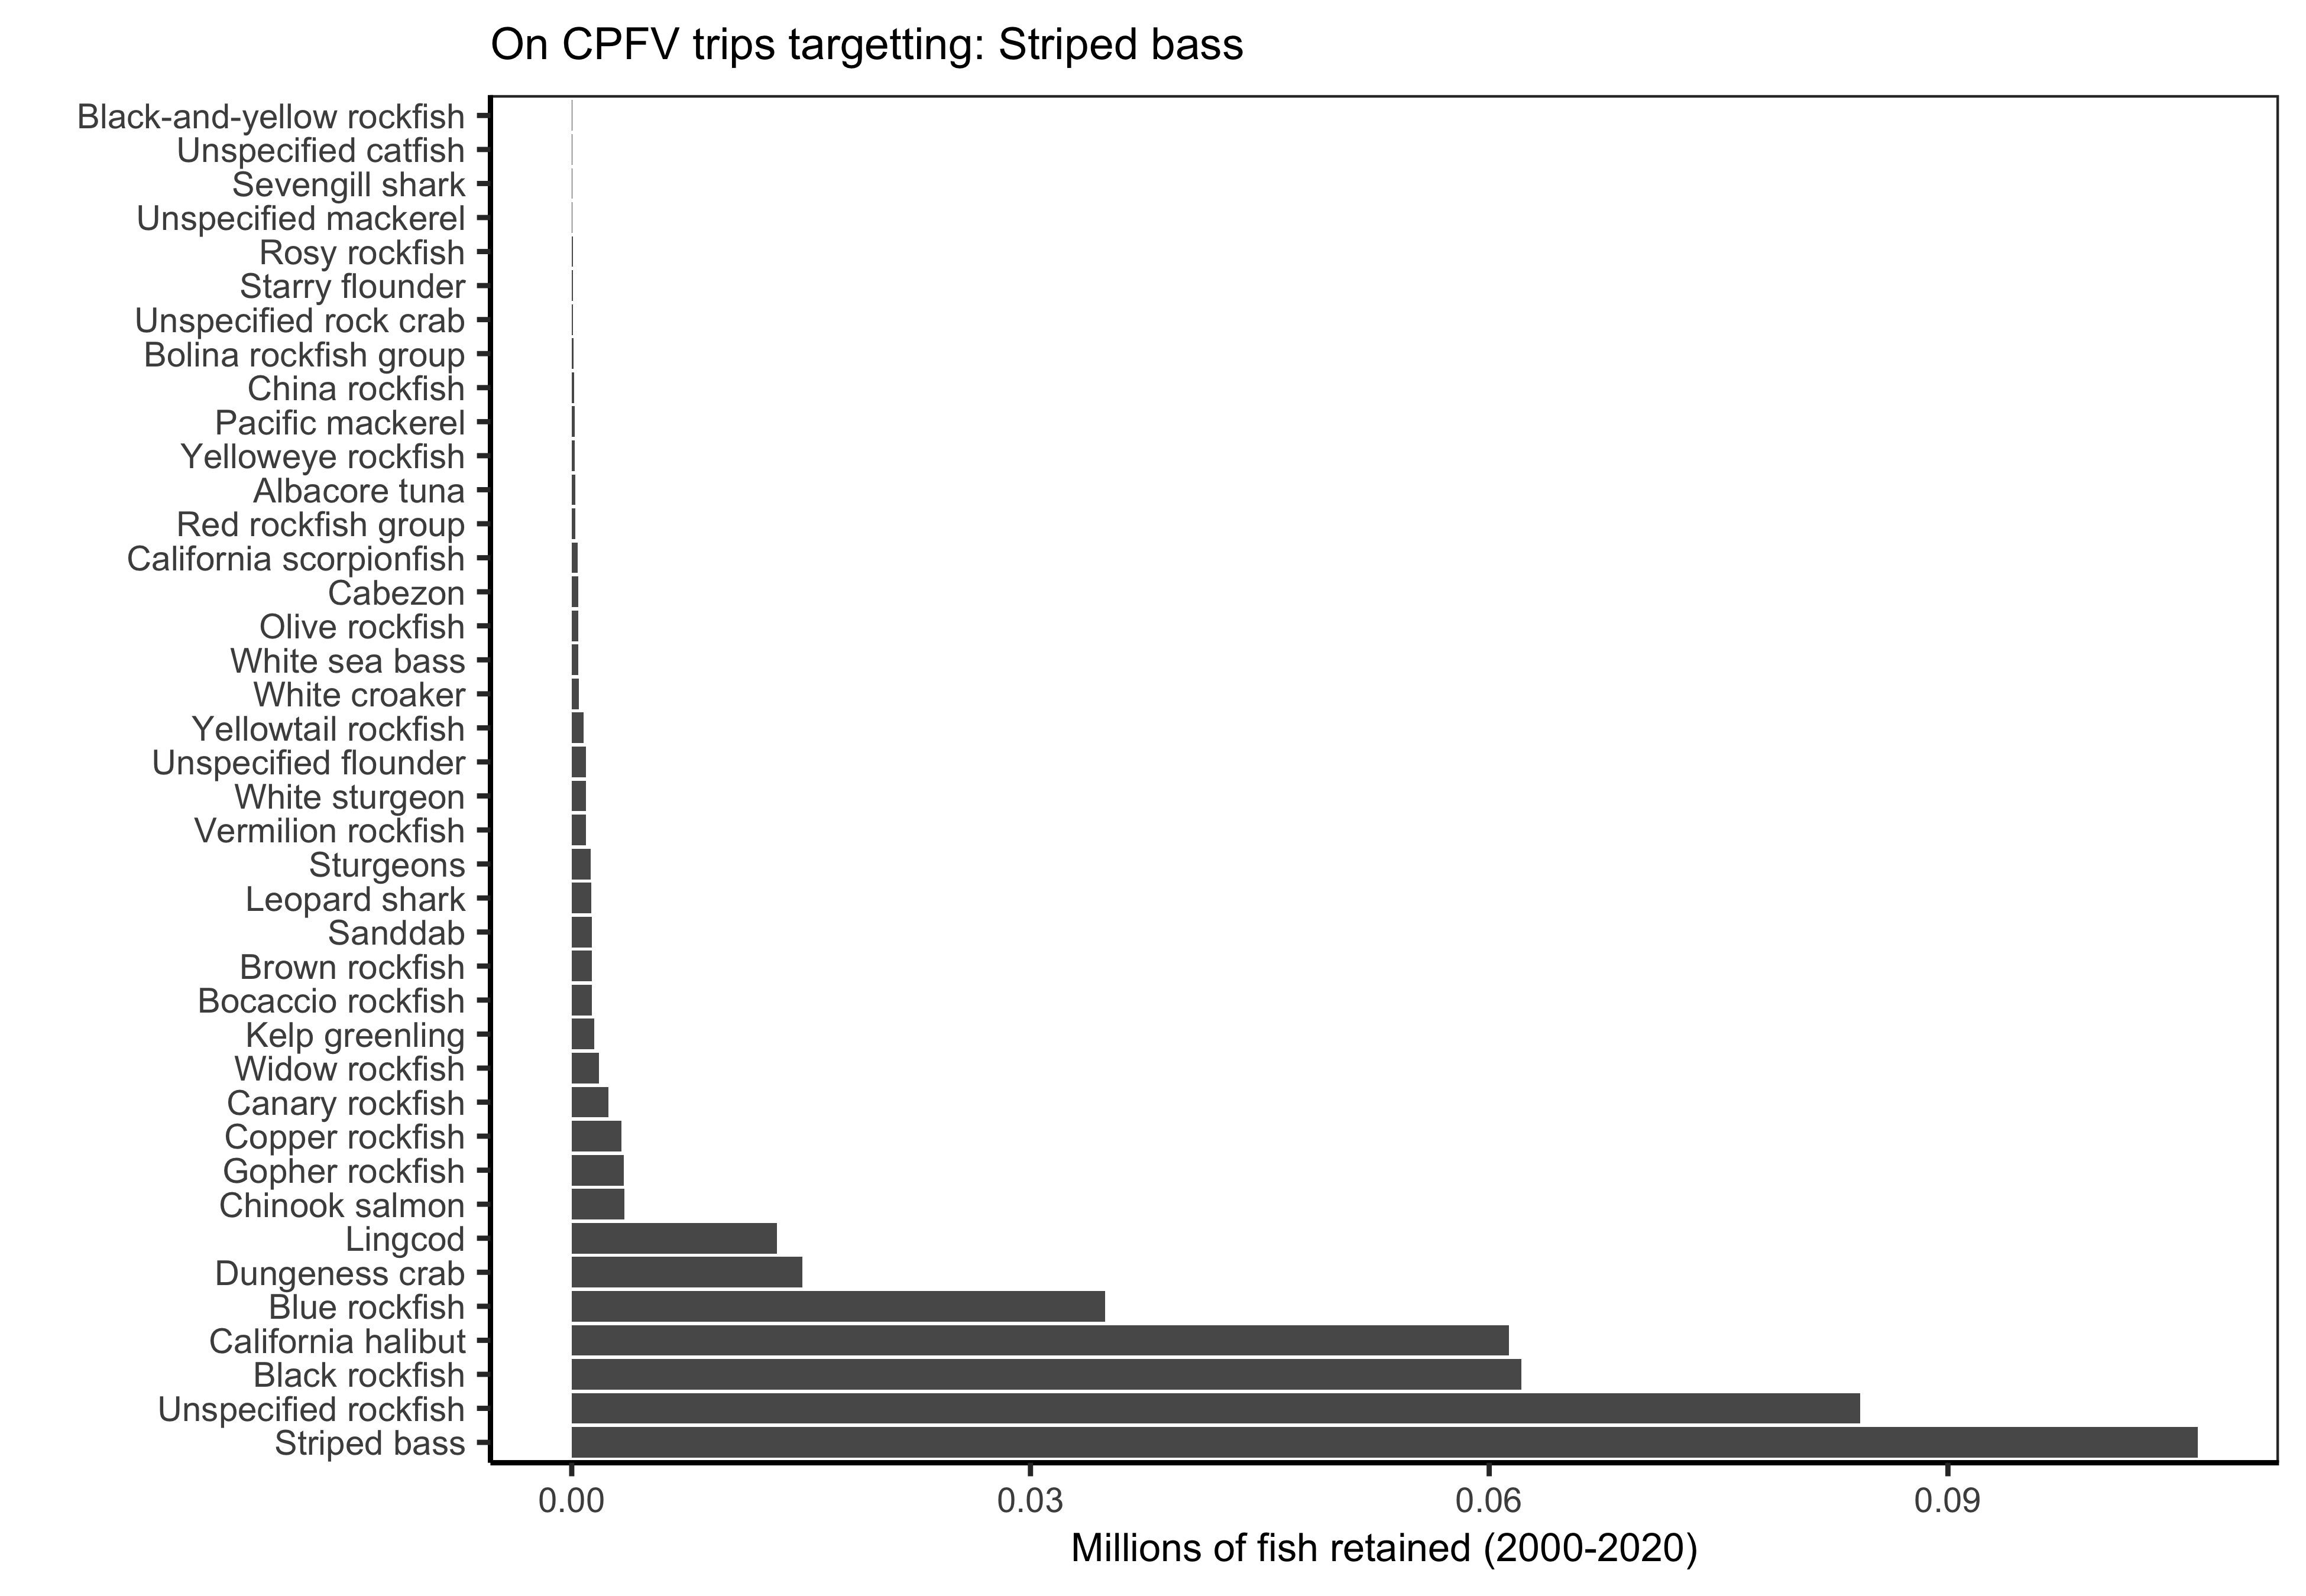 On CPFV trips targetting: Striped bass
Black-and-yellow rockfish
Unspecified catfish
Sevengill shark
Unspecified mackerel
Rosy rockfish
Starry flounder
Unspecified rock crab
Bolina rockfish group
China rockfish
Pacific mackerel
Yelloweye rockfish
Albacore tuna
Red rockfish group
California scorpionfish
Cabezon
Olive rockfish
White sea bass
White croaker
Yellowtail rockfish
Unspecified flounder
White sturgeon
Vermilion rockfish
Sturgeons
Leopard shark
Sanddab
Brown rockfish
Bocaccio rockfish
Kelp greenling
Widow rockfish
Canary rockfish
Copper rockfish
Gopher rockfish
Chinook salmon
Lingcod
Dungeness crab
Blue rockfish
California halibut
Black rockfish
Unspecified rockfish
Striped bass
0.00 0.03 0.06 0.09
Millions of fish retained (2000-2020)